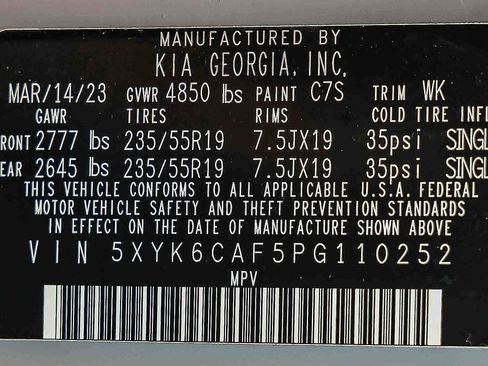 MANUFACTURED BY
KIA GEORGIA, INC.
MAR/14/23 GVWR 4850 lbs PAINT C7S TRIM WK
GAWR TIRES RIMS COLD TIRE INFL
FRONT 2777 lbs 235/55R19 7.5JX19 35psi SINGL
EAR 2645 lbs 235/55R19 7.5JX19 35psi SINGL
THIS VEHICLE CONFORMS TO ALL APPLICABLE U.S.A. FEDERAL
MOTOR VEHICLE SAFETY AND THEFT PREVENTION STANDARDS
IN EFFECT ON THE DATE OF MANUFACTURE SHOWN ABOVE
VIN 5XYK6CAF5PG110252
MPV